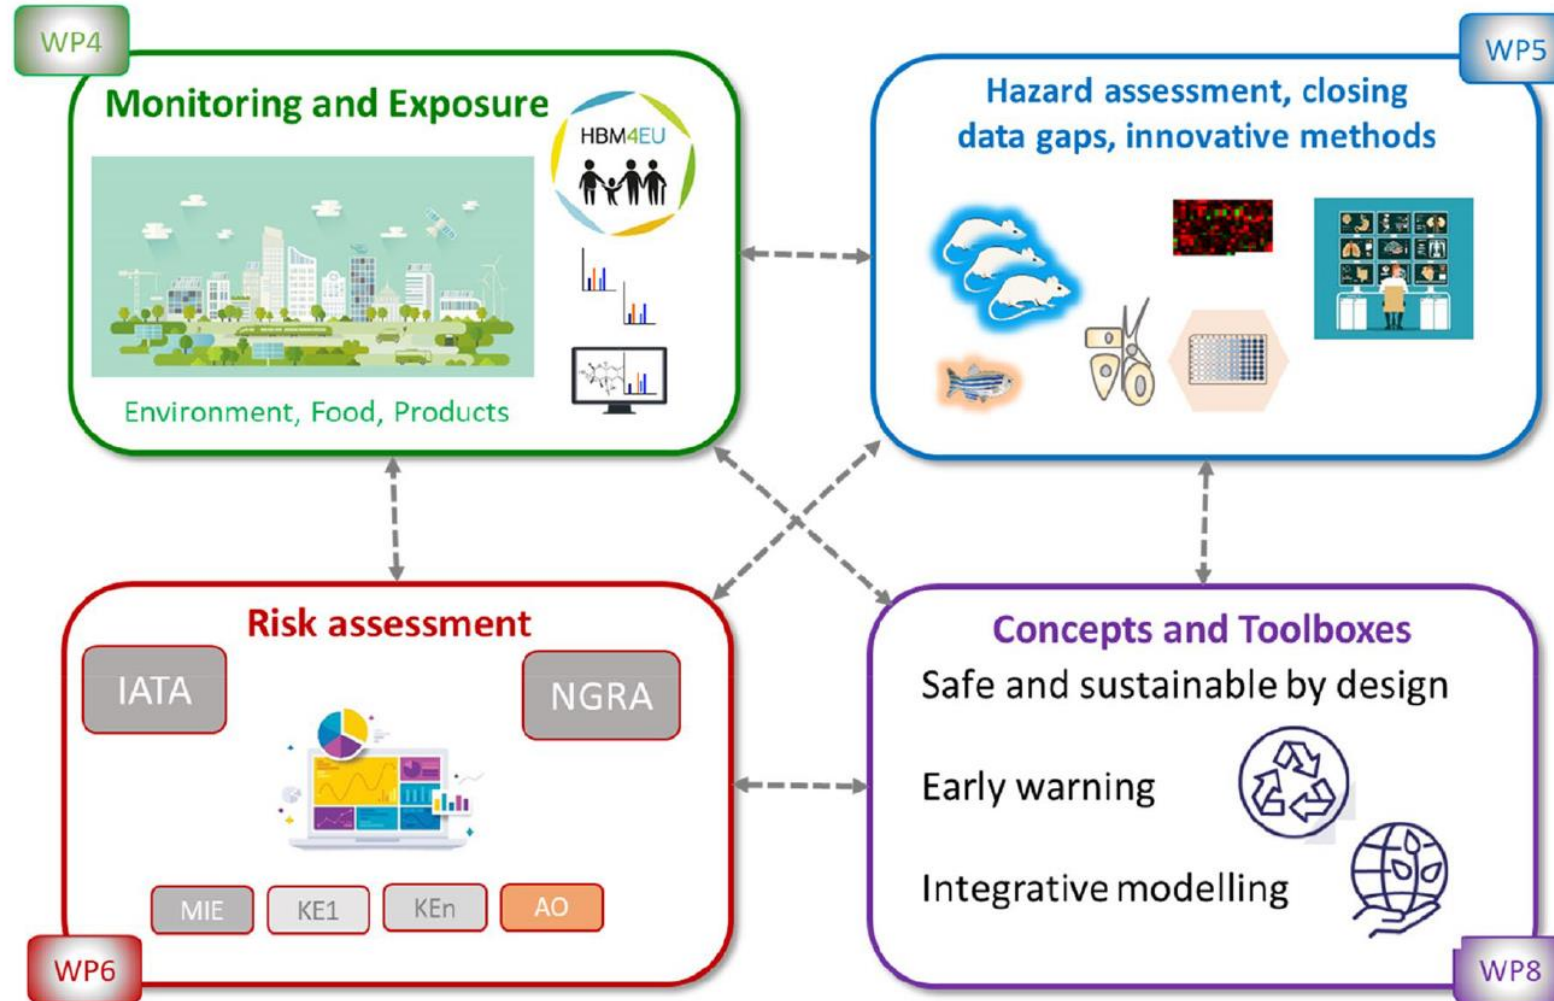 WP4
Monitoring and Exposure
HBM4EU
Environment, Food, Products
WP5
Hazard assessment, closing
data gaps, innovative methods
Risk assessment
IATA
NGRA
MIE
KE1
KEn
AO
WP6
Concepts and Toolboxes
Safe and sustainable by design
Early warning
Integrative modelling
WP8